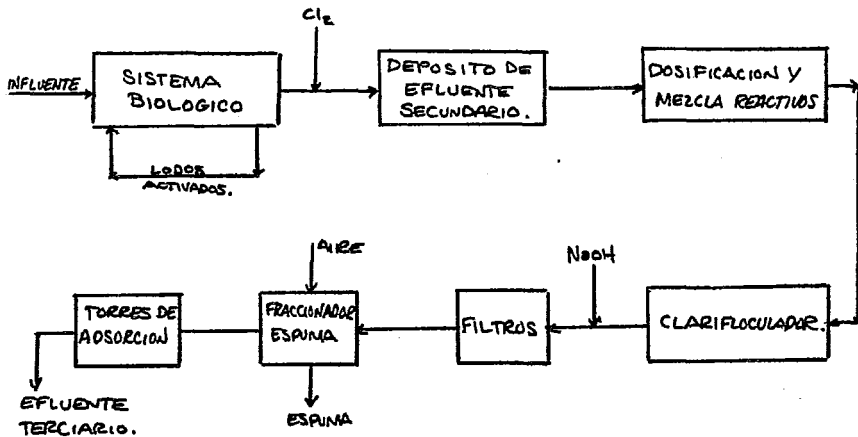 Cl2
INFLUENTE
SISTEMA
BIOLOGICO
LODOS
ACTIVADOS.
DEPOSITO DE
EFLUENTE
SECUNDARIO.
DOSIFICACION Y
MEZCLA REACTIVOS
AIRE
NaOH
TORRES DE
ADSORCION
FRACCIONADOR
ESPUMA
FILTROS
CLARIFLOCULADOR.
EFLUENTE
TERCIARIO.
ESPUMA